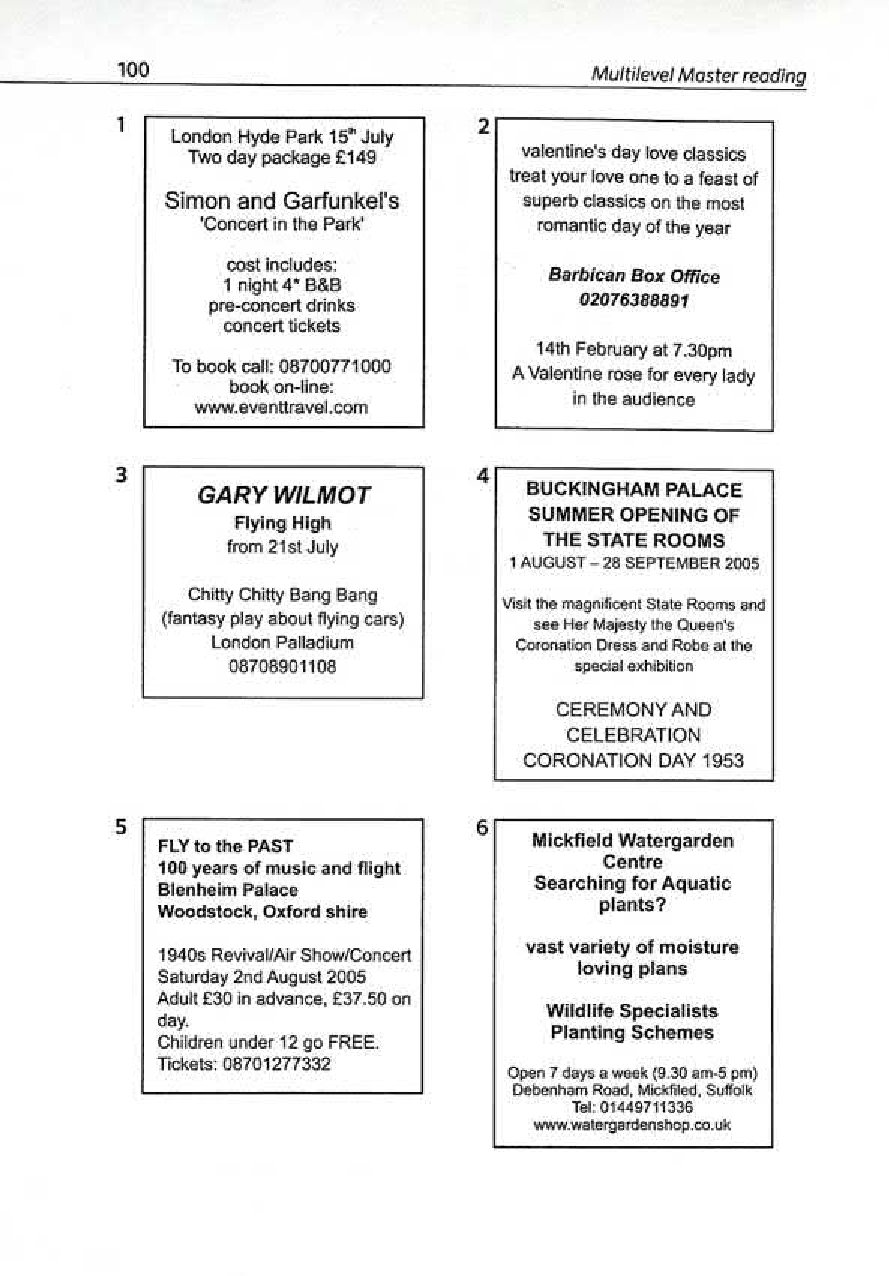 100
Multilevel Master reading
1
London Hyde Park 15th July
Two day package £149
Simon and Garfunkel's
'Concert in the Park'
cost includes:
1 night 4* B&B
pre-concert drinks
concert tickets
To book call: 08700771000
book on-line:
www.eventtravel.com
2
valentine's day love classics
treat your love one to a feast of
superb classics on the most
romantic day of the year
Barbican Box Office
02076388891
14th February at 7.30pm
A Valentine rose for every lady
in the audience
3
GARY WILMOT
Flying High
from 21st July
Chitty Chitty Bang Bang
(fantasy play about flying cars)
London Palladium
08708901108
4
BUCKINGHAM PALACE
SUMMER OPENING OF
THE STATE ROOMS
1 AUGUST – 28 SEPTEMBER 2005
Visit the magnificent State Rooms and
see Her Majesty the Queen's
Coronation Dress and Robe at the
special exhibition
CEREMONY AND
CELEBRATION
CORONATION DAY 1953
5
FLY to the PAST
100 years of music and flight
Blenheim Palace
Woodstock, Oxford shire
1940s Revival/Air Show/Concert
Saturday 2nd August 2005
Adult £30 in advance, £37.50 on
day.
Children under 12 go FREE.
Tickets: 08701277332
6
Mickfield Watergarden
Centre
Searching for Aquatic
plants?
vast variety of moisture
loving plans
Wildlife Specialists
Planting Schemes
Open 7 days a week (9.30 am-5 pm)
Debenham Road, Mickfiled, Suffolk
Tel: 01449711336
www.watergardenshop.co.uk